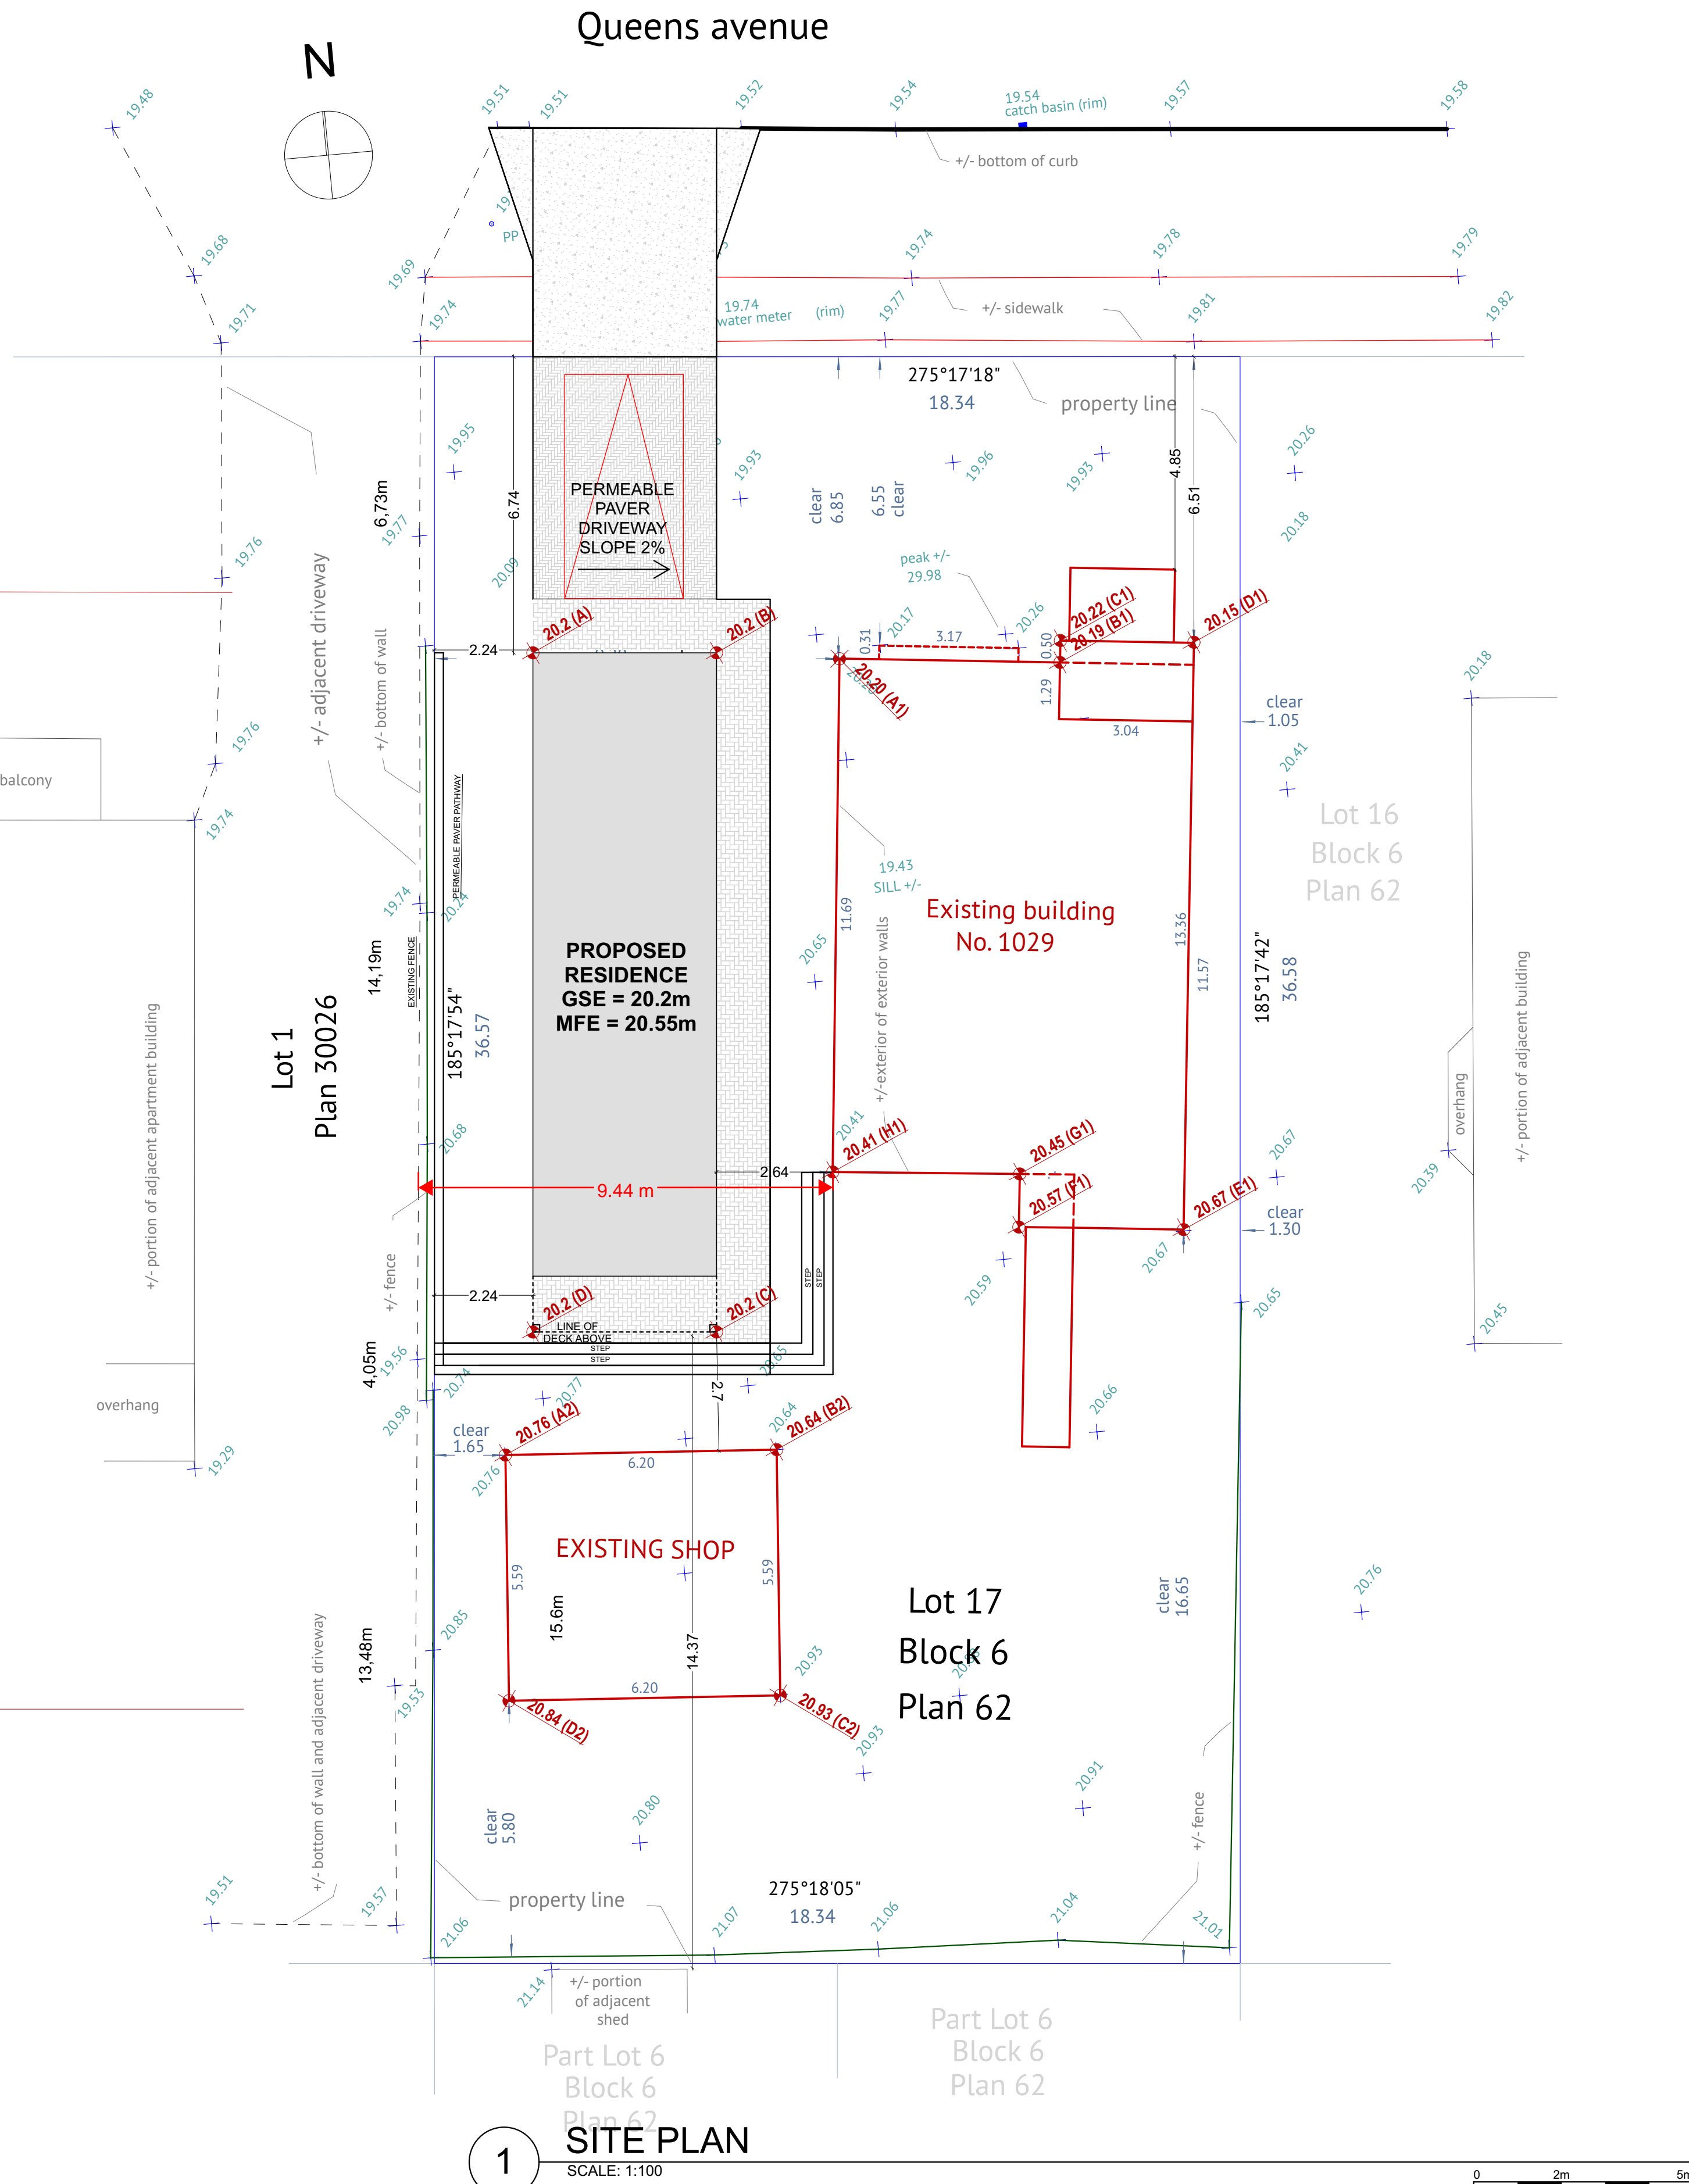 Queens avenue
N
19.48
19.51
19.51
19.52
19.54
19.54
catch basin (rim)
19.57
19.58
+/- bottom of curb
PP
19.68
19.69
19.74
19.78
19.79
19.71
19.74
19.74
water meter
(rim)
19.77
+/- sidewalk
19.81
19.82
275°17'18"
18.34
property line
19.95
19.93
19.96
19.93
20.26
4.85
6.51
6,73m
6.74
19.77
PERMEABLE
PAVER
DRIVEWAY
SLOPE 2%
clear
6.85
6.55
clear
20.18
19.76
20.09
peak +/-
29.98
+/- adjacent driveway
+/- bottom of wall
20.2 (A)
20.2 (B)
0.31
20.17
3.17
20.26
0.50
20.22 (C1)
20.19 (B1)
20.15 (D1)
2.24
20.20 (A1)
1.29
3.04
20.18
clear
1.05
19.76
balcony
19.74
20.41
Lot 16
Block 6
Plan 62
PERMEABLE PAVER PATHWAY
19.43
SILL +/-
19.74
20.24
11.69
Existing building
No. 1029
13.36
11.57
185°17'42"
36.58
14,19m
EXISTING FENCE
20.65
+/-exterior of exterior walls
PROPOSED
RESIDENCE
GSE = 20.2m
MFE = 20.55m
185°17'54"
36.57
Lot 1
Plan 30026
+/- portion of adjacent apartment building
+/- portion of adjacent building
overhang
20.68
20.41
20.41 (H1)
20.45 (G1)
2.64
9.44 m
20.57 (F1)
20.67 (E1)
20.67
20.39
clear
1.30
+/- fence
STEP
STEP
20.59
20.67
20.65
20.45
2.24
20.2 (D)
20.2 (C)
LINE OF
DECK ABOVE
STEP
STEP
4,05m
19.56
20.74
20.77
20.65
2.7
20.98
overhang
19.29
clear
1.65
20.76 (A2)
20.64
20.64 (B2)
20.66
20.76
6.20
EXISTING SHOP
5.59
5.59
15.6m
14.37
Lot 17
Block 6
Plan 62
clear
16.65
20.76
20.85
13,48m
19.53
20.93
6.20
20.84 (D2)
20.93 (C2)
20.93
20.91
+/- bottom of wall and adjacent driveway
clear
5.80
20.80
+/- fence
19.51
19.57
property line
275°18'05"
18.34
21.06
21.07
21.06
21.04
21.01
21.14
+/- portion
of adjacent
shed
Part Lot 6
Block 6
Plan 62
Part Lot 6
Block 6
Plan 62
1
SITE PLAN
SCALE: 1:100
0
2m